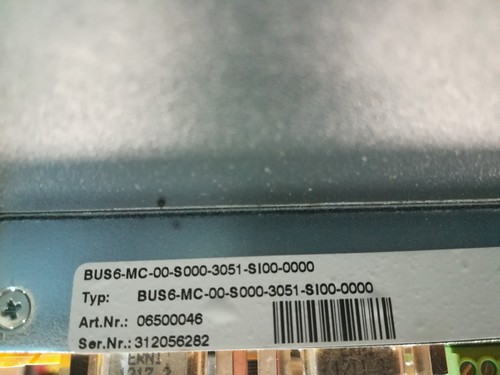 BUS6-MC-00-S000-3051-SI00-0000
Typ: BUS6-MC-00-S000-3051-SI00-0000
Art.Nr.: 06500046
Ser.Nr.: 312056282
ERNI